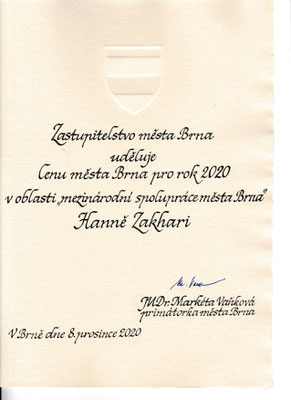 Zastupitelstvo města Brna
uděluje
Cenu města Brna pro rok 2020
v oblasti „mezinárodní spolupráce města Brna"
Hanně Zakhari
JUDr. Markéta Vaňková
primátorka města Brna
V Brně dne 8. prosince 2020